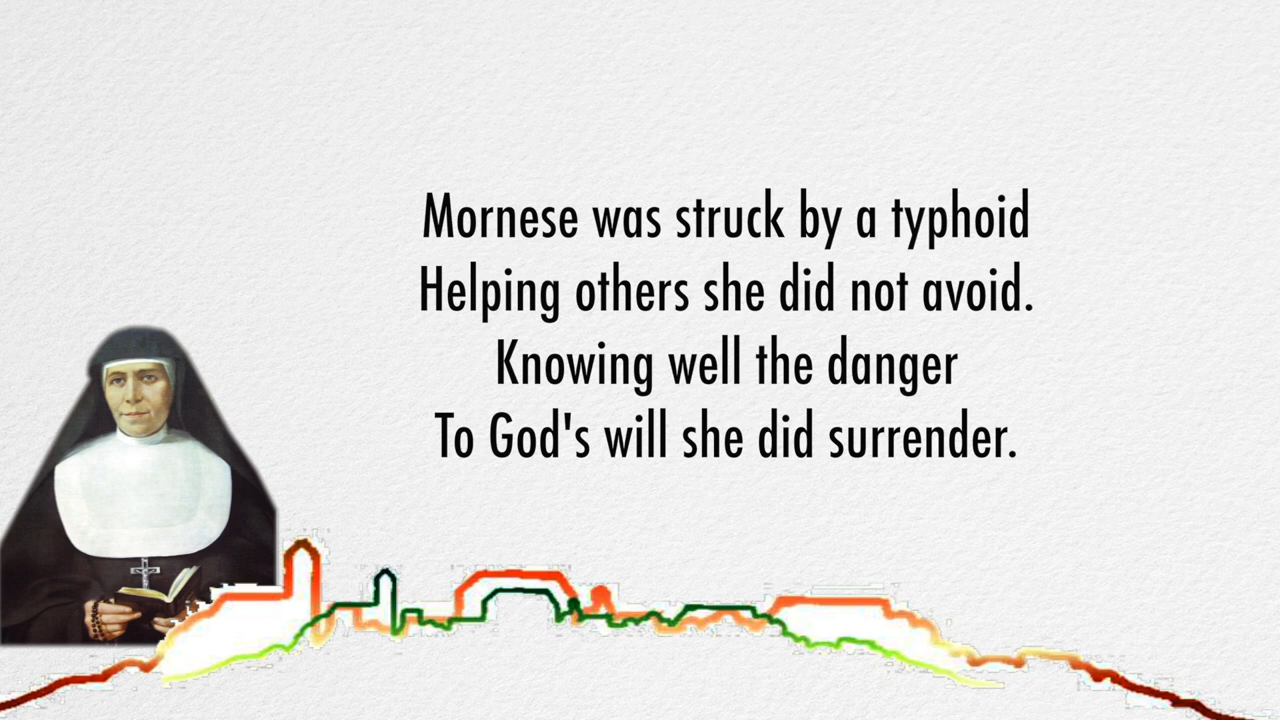 Mornese was struck by a typhoid
Helping others she did not avoid.
Knowing well the danger
To God's will she did surrender.